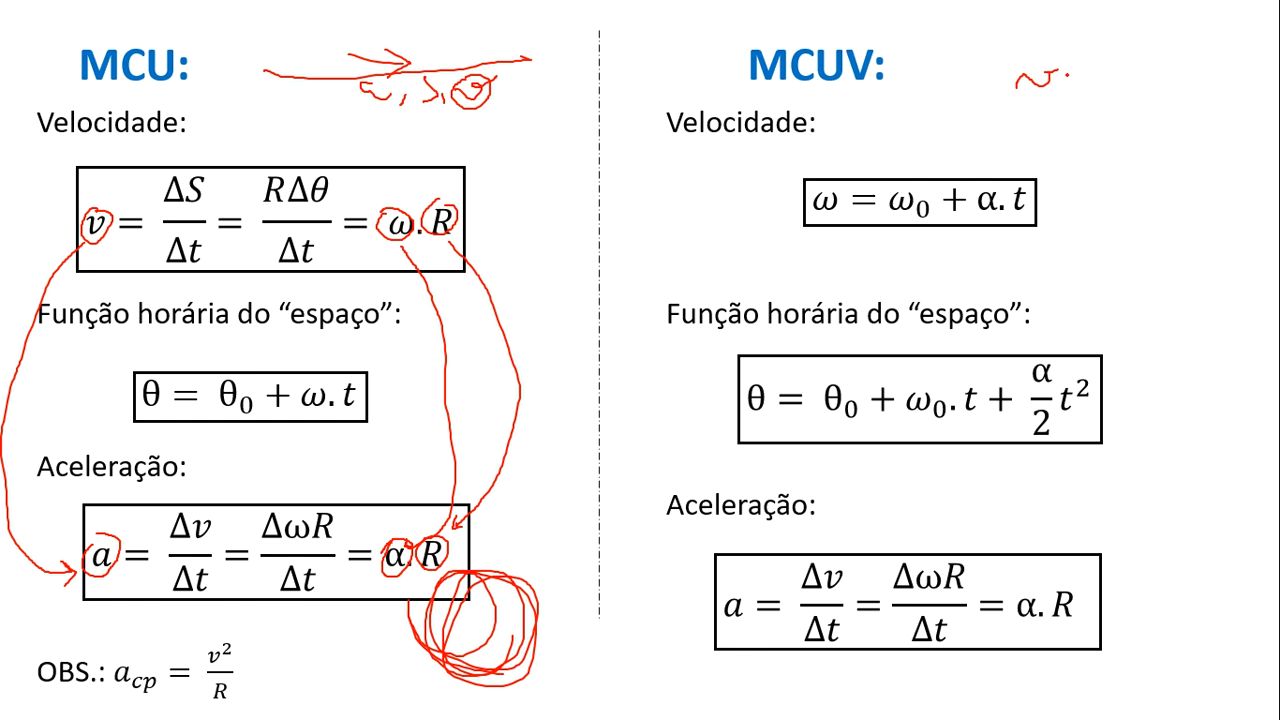 MCU:
Velocidade:
v = ΔS/Δt = RΔθ/Δt = ω.R
Função horária do “espaço”:
θ = θ₀ + ω.t
Aceleração:
a = Δv/Δt = ΔωR/Δt = α.R
OBS.: a_cp = v²/R
MCUV:
Velocidade:
ω = ω₀ + α.t
Função horária do “espaço”:
θ = θ₀ + ω₀.t + α/2 t²
Aceleração:
a = Δv/Δt = ΔωR/Δt = α.R